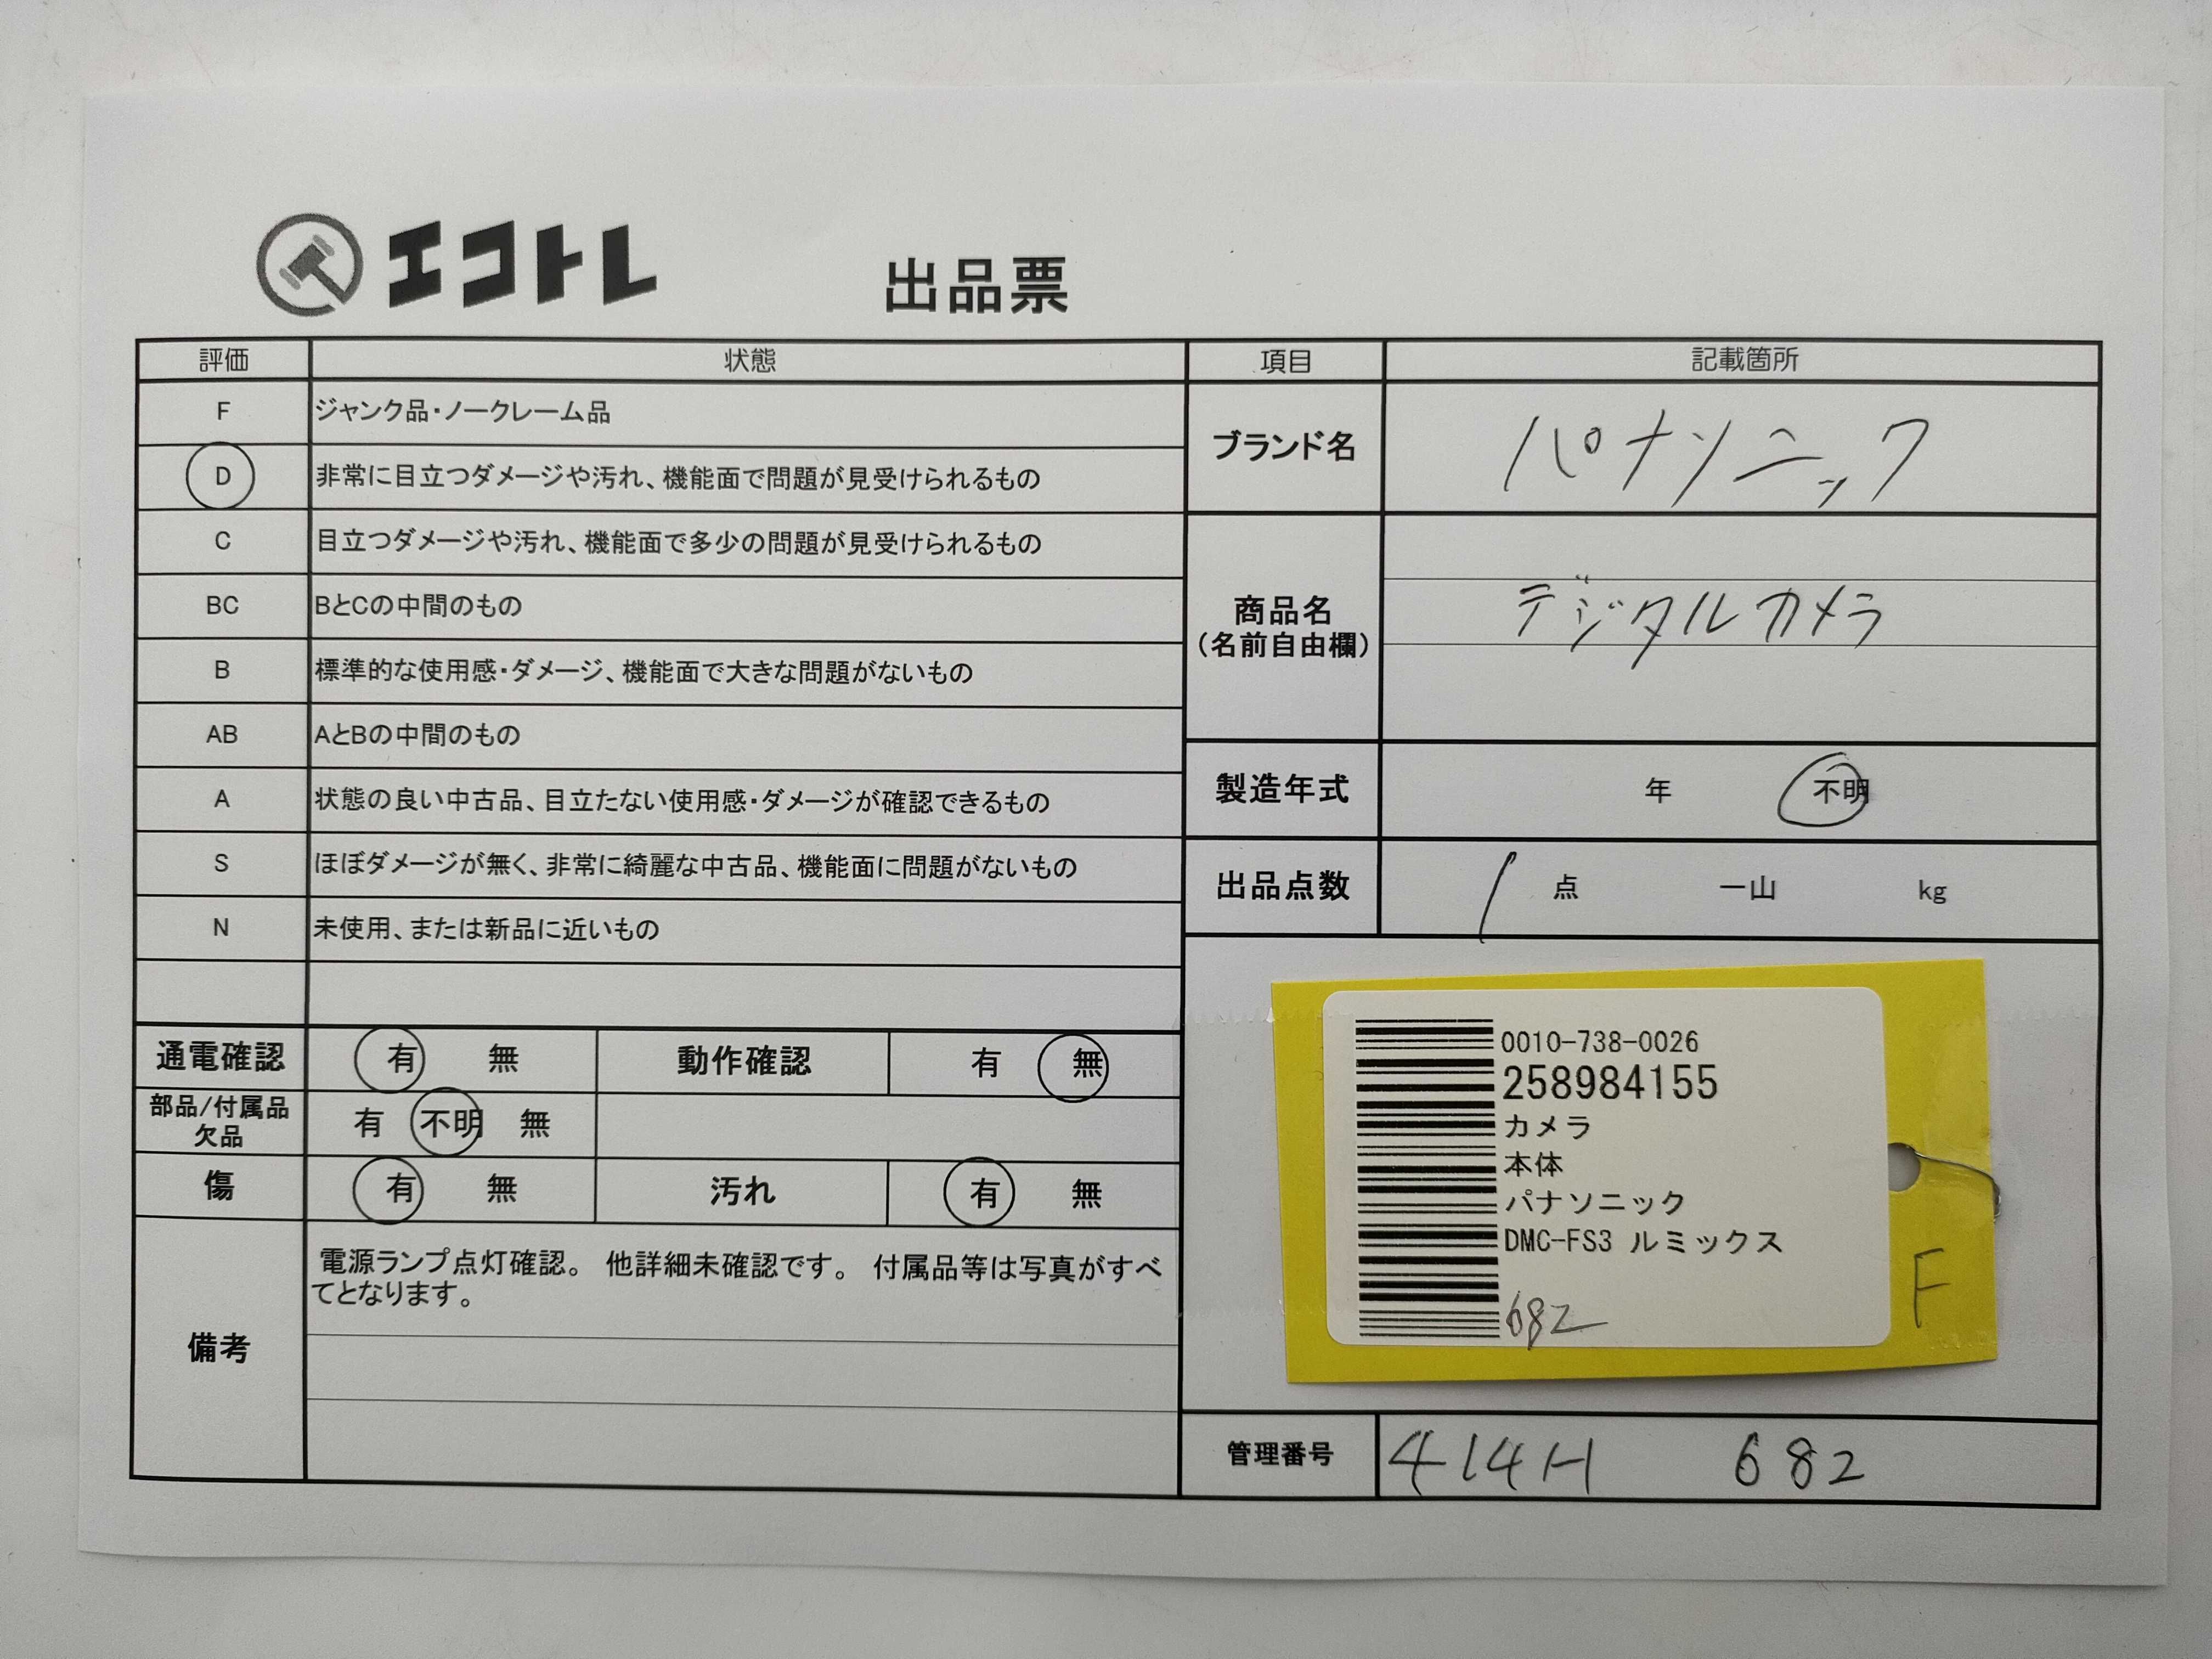 エコトレ
出品票
評価 状態
F ジャンク品・ノークレーム品
D 非常に目立つダメージや汚れ、機能面で問題が見受けられるもの
C 目立つダメージや汚れ、機能面で多少の問題が見受けられるもの
BC BとCの中間のもの
B 標準的な使用感・ダメージ、機能面で大きな問題がないもの
AB AとBの中間のもの
A 状態の良い中古品、目立たない使用感・ダメージが確認できるもの
S ほぼダメージが無く、非常に綺麗な中古品、機能面に問題がないもの
N 未使用、または新品に近いもの
通電確認 有 無 動作確認 有 無
部品/付属品 有 不明 無
欠品
傷 有 無 汚れ 有 無
備考
電源ランプ点灯確認。 他詳細未確認です。 付属品等は写真がすべ
てとなります。
項目 記載箇所
ブランド名 パナソニック
商品名 デジタルカメラ
(名前自由欄)
製造年式 年 不明
出品点数 1 点 一山 kg
0010-738-0026
258984155
カメラ
本体
パナソニック
DMC-FS3 ルミックス
682
F
管理番号 414H 682